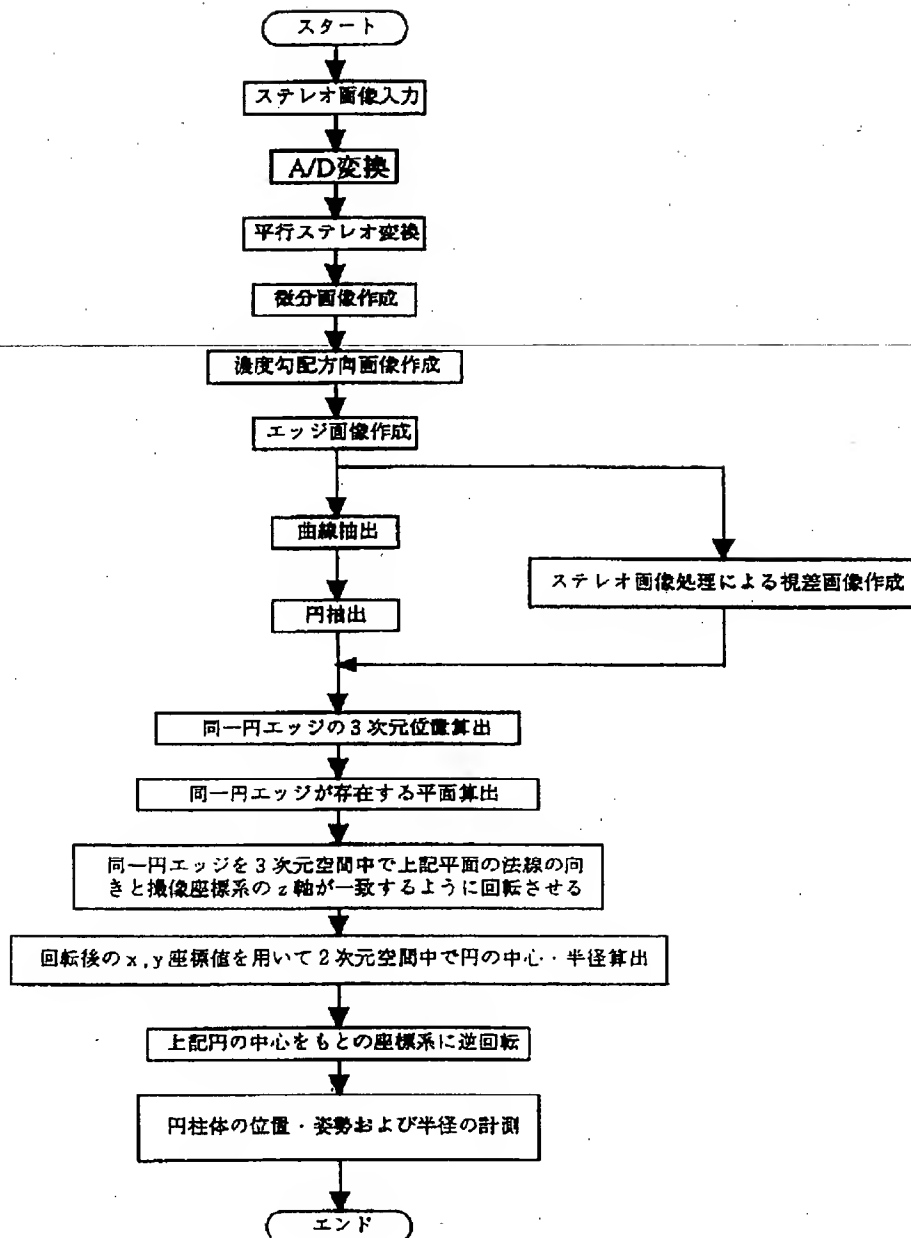 スタート
ステレオ画像入力
A/D変換
平行ステレオ変換
微分画像作成
濃度勾配方向画像作成
エッジ画像作成
曲線抽出
ステレオ画像処理による視差画像作成
円抽出
同一円エッジの3次元位置算出
同一円エッジが存在する平面算出
同一円エッジを3次元空間中で上記平面の法線の向
きと撮像座標系のz軸が一致するように回転させる
回転後のx,y座標値を用いて2次元空間中で円の中心・半径算出
上記円の中心をもとの座標系に逆回転
円柱体の位置・姿勢および半径の計測
エンド